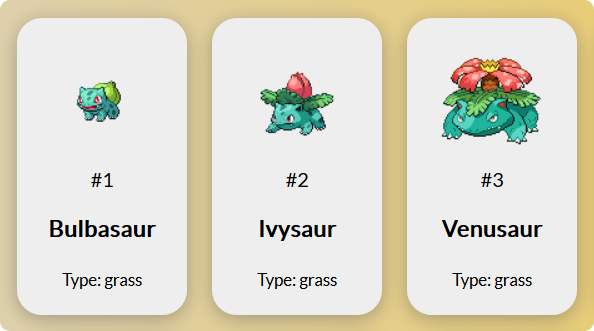 #1
Bulbasaur
Type: grass
#2
Ivysaur
Type: grass
#3
Venusaur
Type: grass